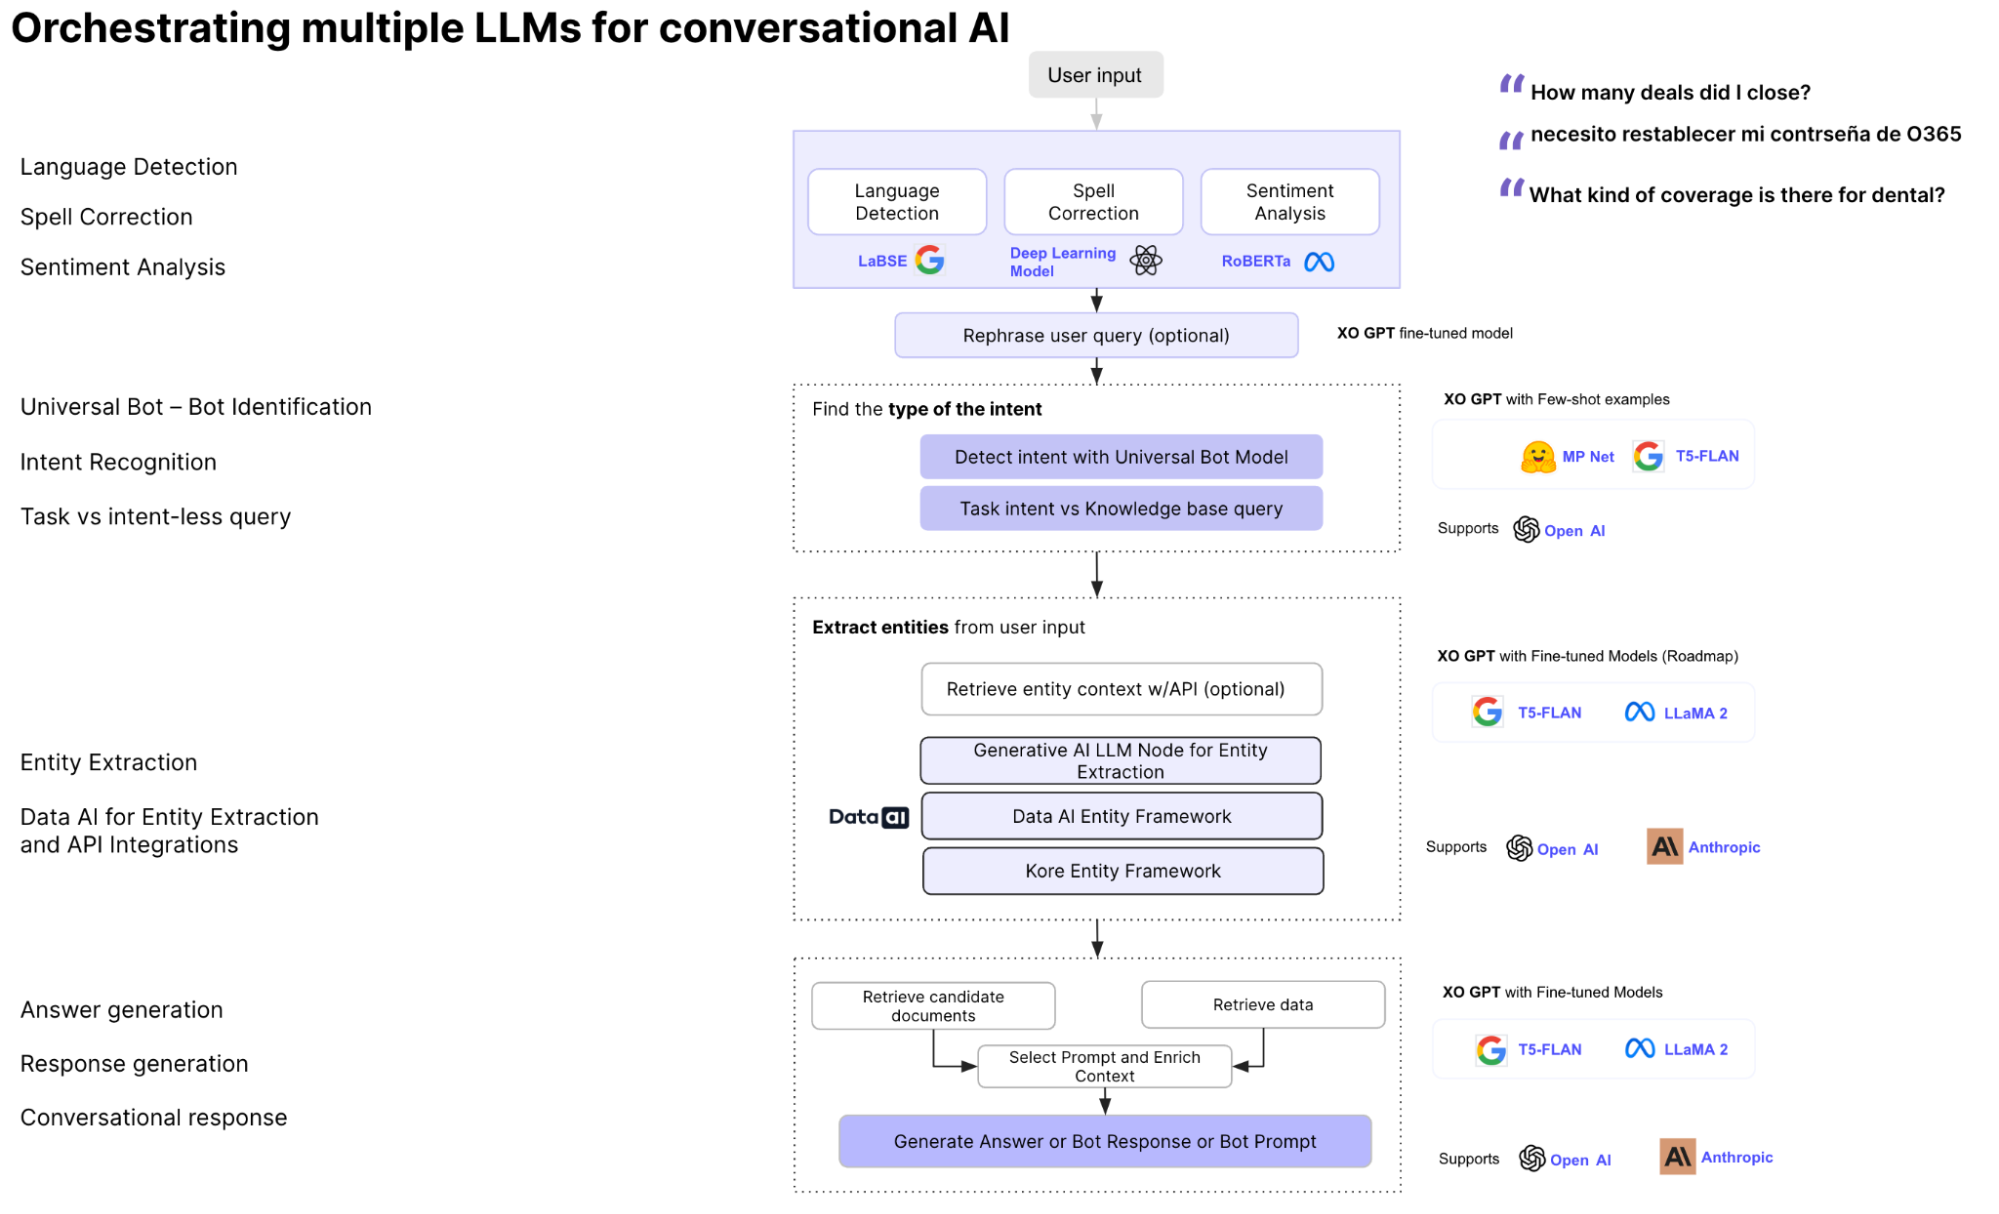 Orchestrating multiple LLMs for conversational AI
User input
“ How many deals did I close?
“ necesito restablecer mi contrseña de O365
“ What kind of coverage is there for dental?
Language Detection
Spell Correction
Sentiment Analysis
Language
Detection
Spell
Correction
Sentiment
Analysis
LaBSE
Deep Learning
Model
RoBERTa
Rephrase user query (optional)
XO GPT fine-tuned model
Universal Bot – Bot Identification
Intent Recognition
Task vs intent-less query
Find the type of the intent
Detect intent with Universal Bot Model
Task intent vs Knowledge base query
XO GPT with Few-shot examples
MP Net
T5-FLAN
Supports
Open AI
Extract entities from user input
Retrieve entity context w/API (optional)
Generative AI LLM Node for Entity
Extraction
Data AI Entity Framework
Kore Entity Framework
Data aI
Entity Extraction
Data AI for Entity Extraction
and API Integrations
XO GPT with Fine-tuned Models (Roadmap)
T5-FLAN
LLaMA 2
Supports
Open AI
Anthropic
Answer generation
Response generation
Conversational response
Retrieve candidate
documents
Retrieve data
Select Prompt and Enrich
Context
Generate Answer or Bot Response or Bot Prompt
XO GPT with Fine-tuned Models
T5-FLAN
LLaMA 2
Supports
Open AI
Anthropic